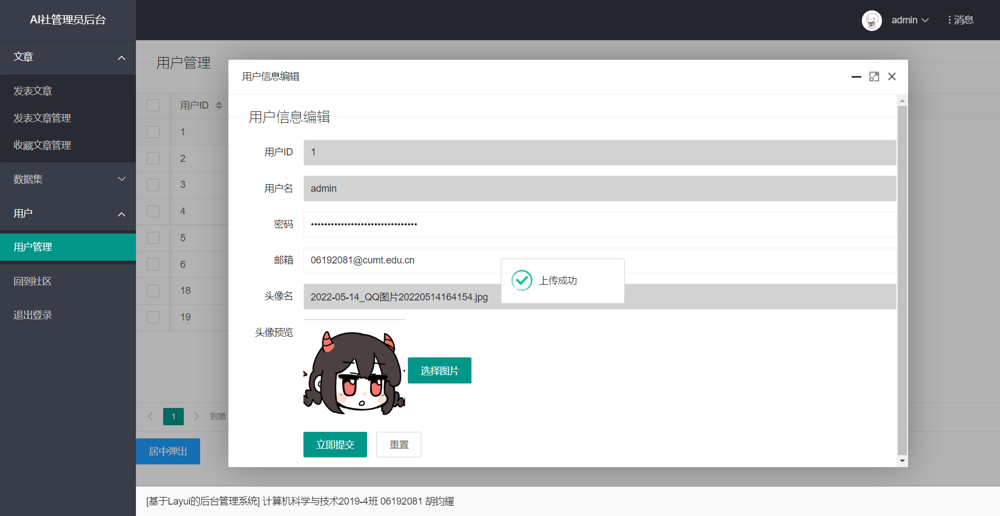 AI社管理员后台
admin
消息
文章
发表文章
发表文章管理
收藏文章管理
数据集
用户
用户管理
回到社区
退出登录
用户管理
用户ID
1
2
3
4
5
6
18
19
1
到第
居中弹出
用户信息编辑
用户信息编辑
用户ID
1
用户名
admin
密码
••••••••••••••••••••••••••••••••
邮箱
06192081@cumt.edu.cn
头像名
2022-05-14_QQ图片20220514164154.jpg
上传成功
头像预览
选择图片
立即提交
重置
[基于Layui的后台管理系统] 计算机科学与技术2019-4班 06192081 胡钧耀